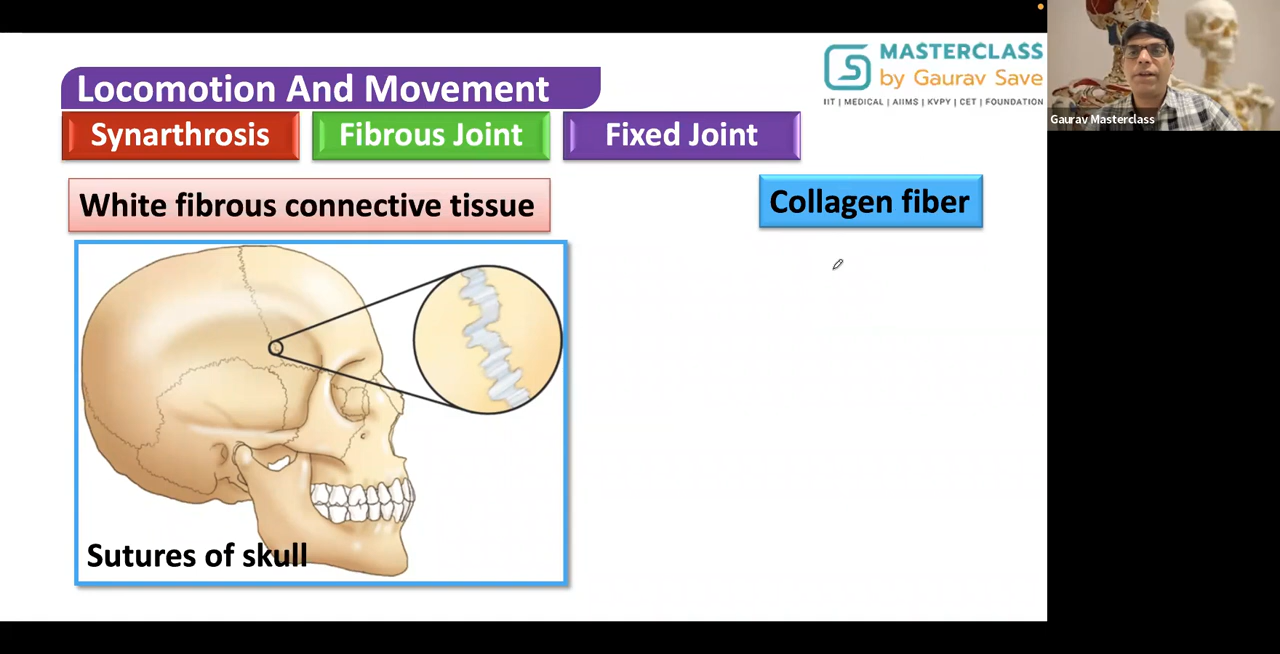 Locomotion And Movement
MASTERCLASS
by Gaurav Save
IIT | MEDICAL | AIIMS | KVPY | CET | FOUNDATION
Gaurav Masterclass
Synarthrosis
Fibrous Joint
Fixed Joint
White fibrous connective tissue
Collagen fiber
Sutures of skull